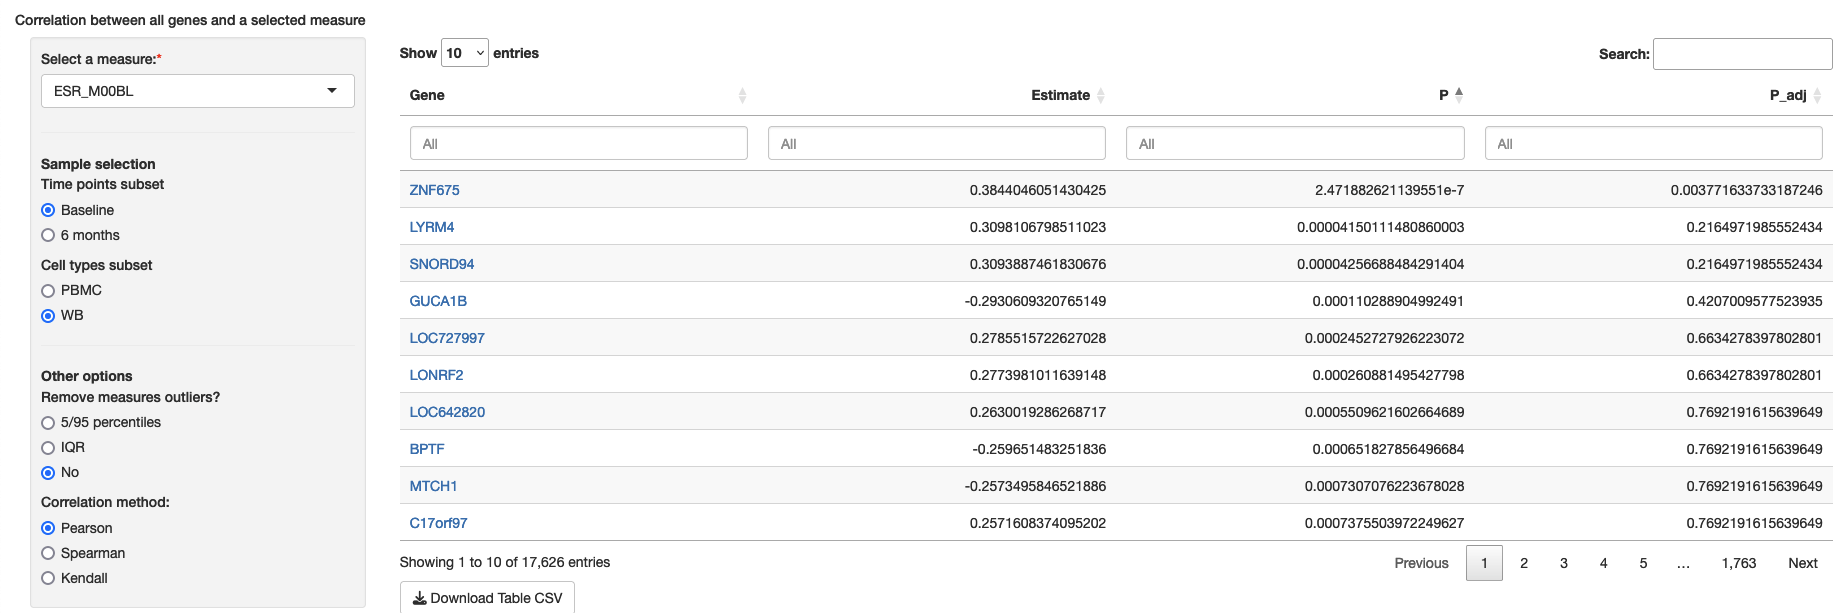 Correlation between all genes and a selected measure
Select a measure:*
ESR_M00BL
Sample selection
Time points subset
Baseline
6 months
Cell types subset
PBMC
WB
Other options
Remove measures outliers?
5/95 percentiles
IQR
No
Correlation method:
Pearson
Spearman
Kendall
Show 10 entries
Search:
Gene Estimate P P_adj
All All All All
ZNF675 0.3844046051430425 2.471882621139551e-7 0.003771633733187246
LYRM4 0.3098106798511023 0.00004150111480860003 0.2164971985552434
SNORD94 0.3093887461830676 0.00004256688484291404 0.2164971985552434
GUCA1B -0.2930609320765149 0.000110288904992491 0.4207009577523935
LOC727997 0.2785515722627028 0.0002452727926223072 0.6634278397802801
LONRF2 0.2773981011639148 0.000260881495427798 0.6634278397802801
LOC642820 0.2630019286268717 0.0005509621602664689 0.7692191615639649
BPTF -0.259651483251836 0.000651827856496684 0.7692191615639649
MTCH1 -0.2573495846521886 0.0007307076223678028 0.7692191615639649
C17orf97 0.2571608374095202 0.0007375503972249627 0.7692191615639649
Showing 1 to 10 of 17,626 entries
Previous 1 2 3 4 5 … 1,763 Next
Download Table CSV